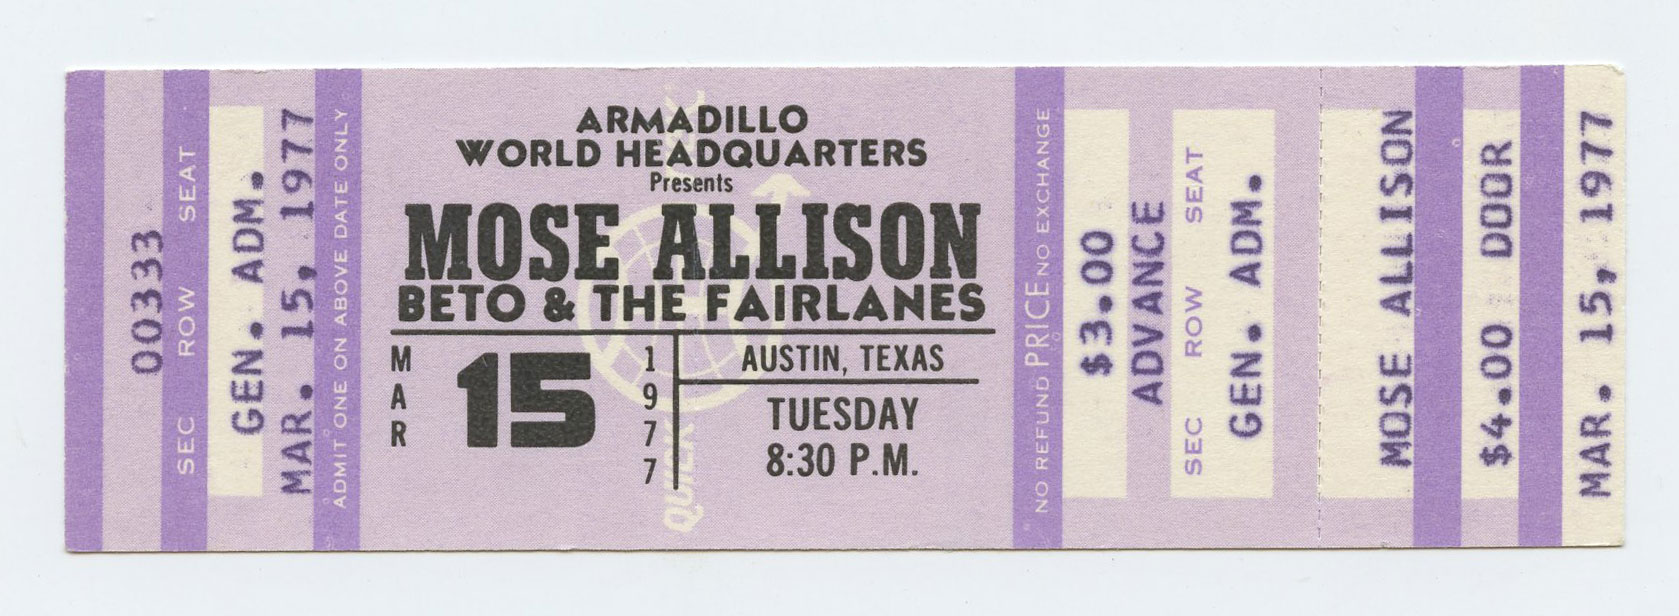 00333
SEC ROW SEAT
GEN. ADM.
MAR. 15, 1977
ADMIT ONE ON ABOVE DATE ONLY
ARMADILLO
WORLD HEADQUARTERS
Presents
MOSE ALLISON
BETO & THE FAIRLANES
MAR
15
1977
AUSTIN, TEXAS
TUESDAY
8:30 P.M.
QUICK
NO REFUND PRICE NO EXCHANGE
$3.00
ADVANCE
SEC ROW SEAT
GEN. ADM.
MOSE ALLISON
$4.00 DOOR
MAR. 15, 1977